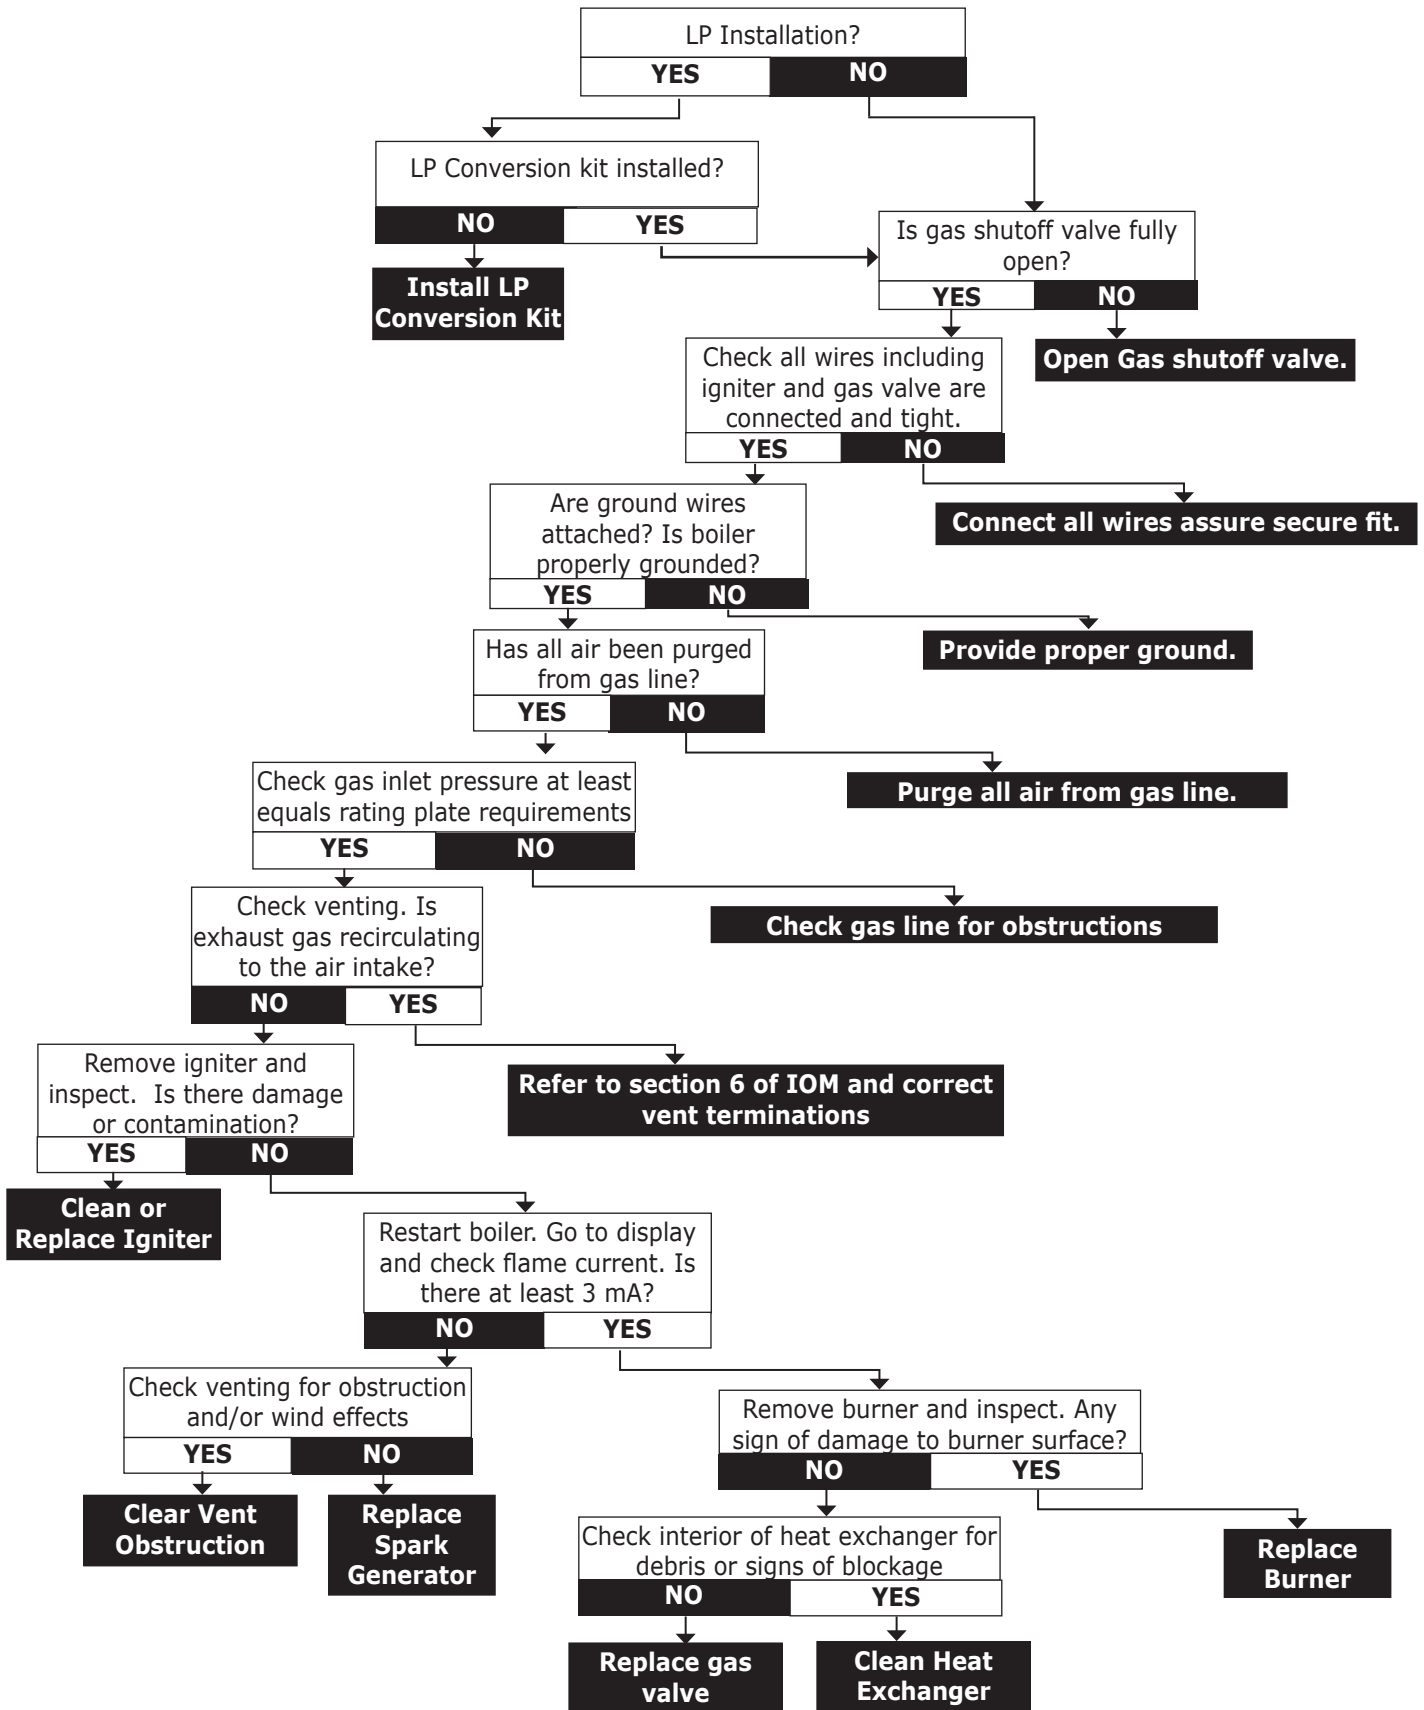 LP Installation?
YES
NO
LP Conversion kit installed?
NO
YES
Install LP
Conversion Kit
Is gas shutoff valve fully
open?
YES
NO
Open Gas shutoff valve.
Check all wires including
igniter and gas valve are
connected and tight.
YES
NO
Connect all wires assure secure fit.
Are ground wires
attached? Is boiler
properly grounded?
YES
NO
Provide proper ground.
Has all air been purged
from gas line?
YES
NO
Purge all air from gas line.
Check gas inlet pressure at least
equals rating plate requirements
YES
NO
Check gas line for obstructions
Check venting. Is
exhaust gas recirculating
to the air intake?
NO
YES
Refer to section 6 of IOM and correct
vent terminations
Remove igniter and
inspect.  Is there damage
or contamination?
YES
NO
Clean or
Replace Igniter
Restart boiler. Go to display
and check flame current. Is
there at least 3 mA?
NO
YES
Check venting for obstruction
and/or wind effects
YES
NO
Clear Vent
Obstruction
Replace
Spark
Generator
Remove burner and inspect. Any
sign of damage to burner surface?
NO
YES
Replace
Burner
Check interior of heat exchanger for
debris or signs of blockage
NO
YES
Replace gas
valve
Clean Heat
Exchanger